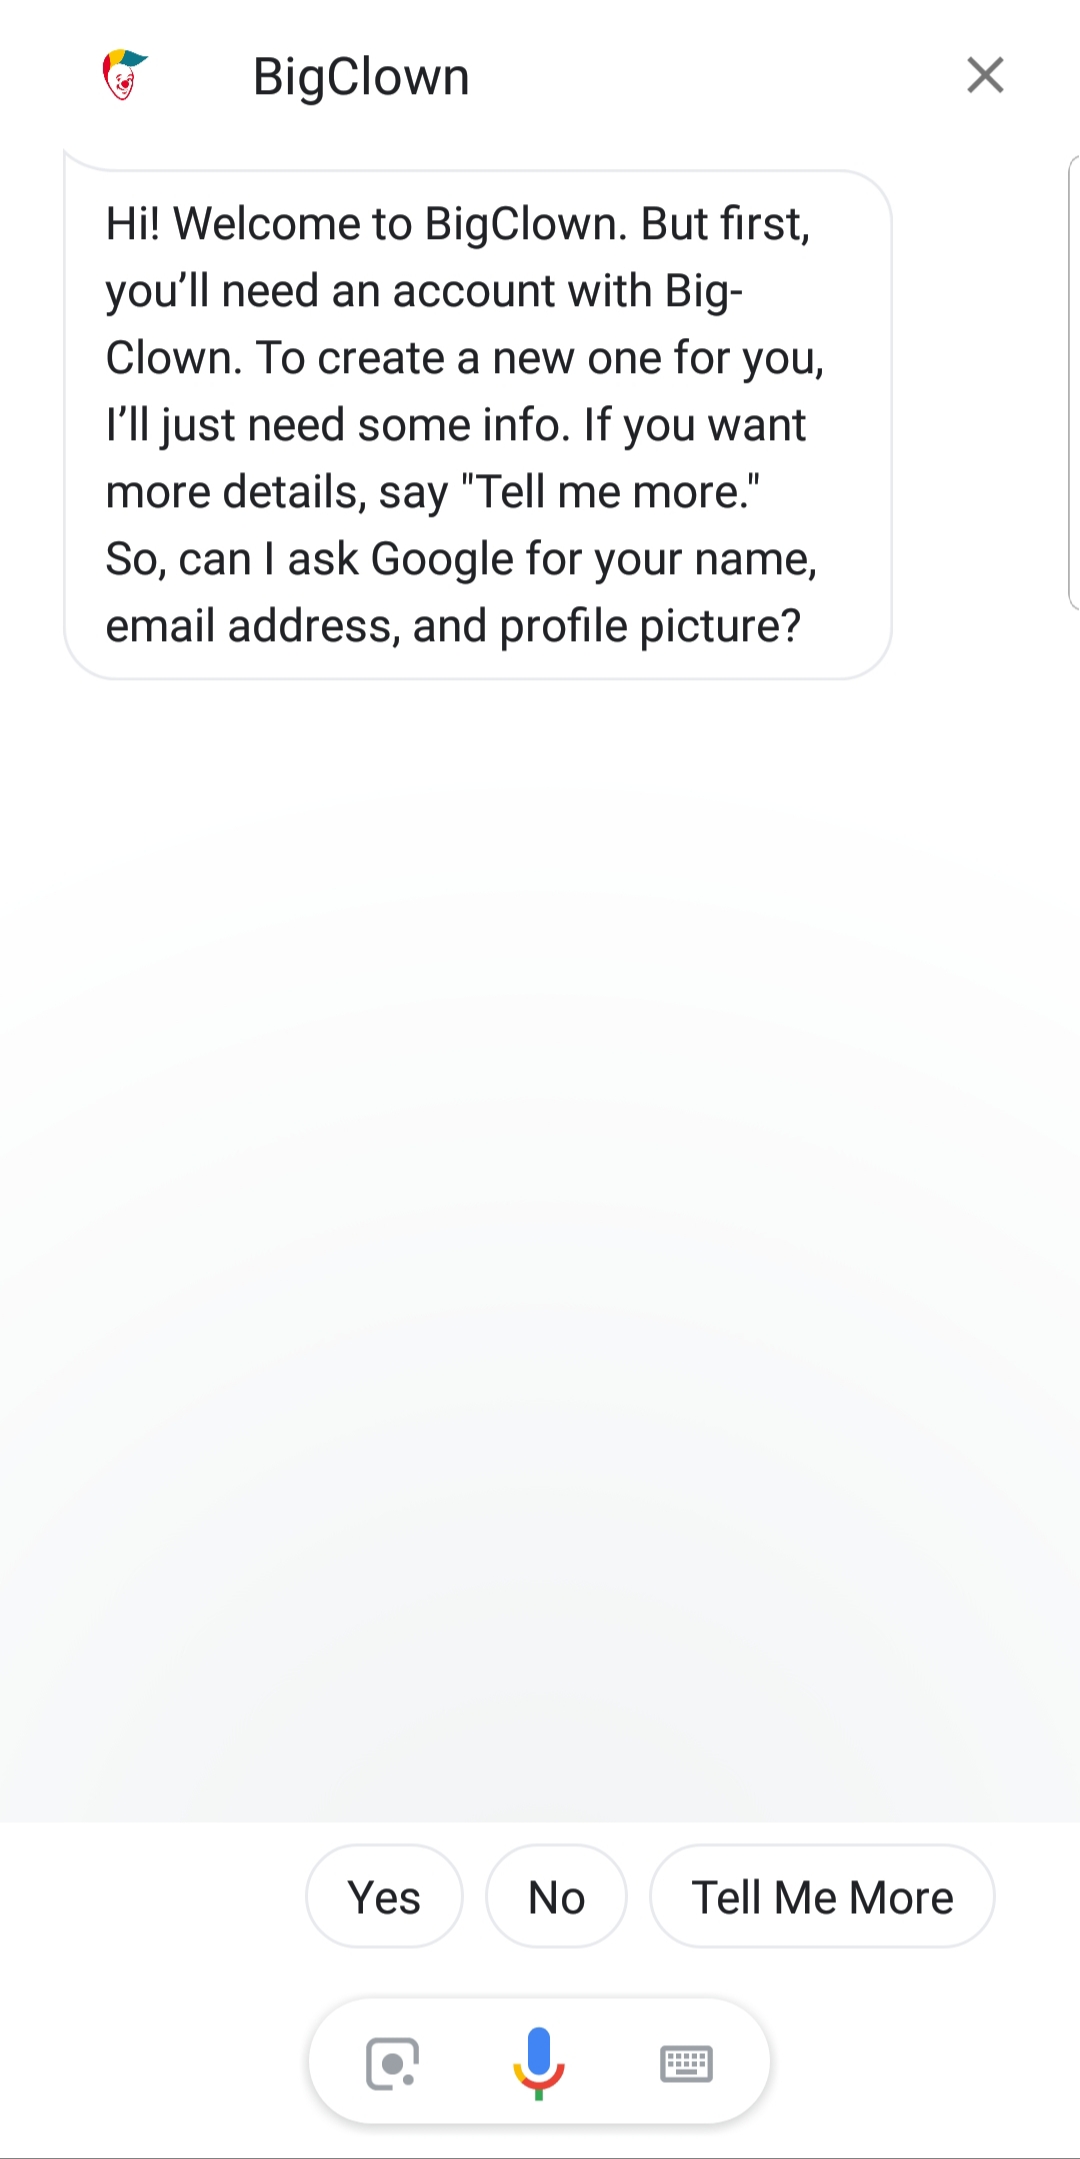 BigClown
Hi! Welcome to BigClown. But first,
you’ll need an account with Big-
Clown. To create a new one for you,
I’ll just need some info. If you want
more details, say "Tell me more."
So, can I ask Google for your name,
email address, and profile picture?
Yes
No
Tell Me More